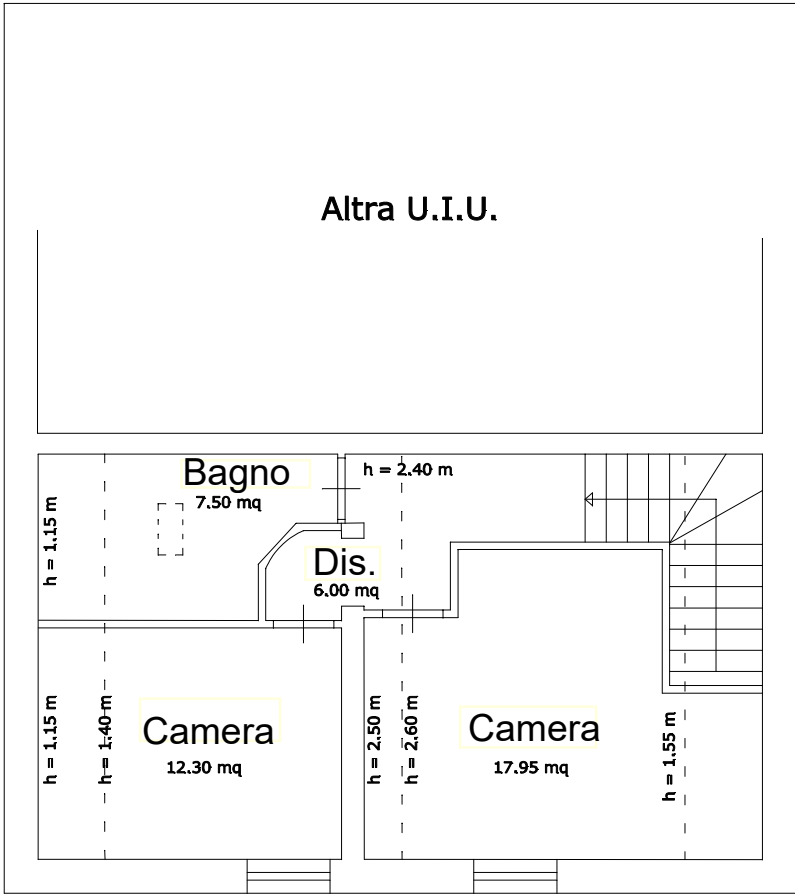 Altra U.I.U.
h = 2.40 m
Bagno
7.50 mq
h = 1.15 m
Dis.
6.00 mq
h = 1.15 m
h = 1.40 m
Camera
12.30 mq
h = 2.50 m
h = 2.60 m
Camera
17.95 mq
h = 1.55 m